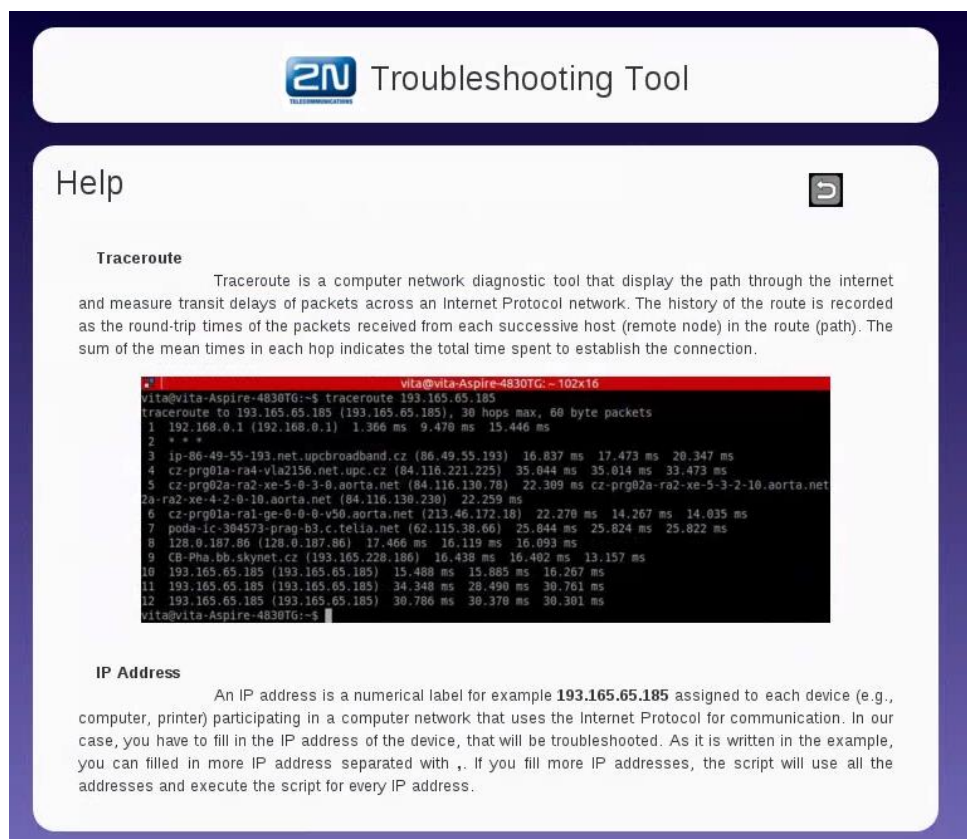 2N
TELECOMMUNICATIONS
Troubleshooting Tool
Help
Traceroute
Traceroute is a computer network diagnostic tool that display the path through the internet
and measure transit delays of packets across an Internet Protocol network. The history of the route is recorded
as the round-trip times of the packets received from each successive host (remote node) in the route (path). The
sum of the mean times in each hop indicates the total time spent to establish the connection.
vita@vita-Aspire-4830TG: ~ 102x16
vita@vita-Aspire-4830TG:~$ traceroute 193.165.65.185
traceroute to 193.165.65.185 (193.165.65.185), 30 hops max, 60 byte packets
1 192.168.0.1 (192.168.0.1) 1.366 ms 9.470 ms 15.446 ms
2 * * *
3 ip-86-49-55-193.net.upcbroadband.cz (86.49.55.193) 16.837 ms 17.473 ms 20.347 ms
4 cz-prg01a-ra4-vla2156.net.upc.cz (84.116.221.225) 35.044 ms 35.014 ms 33.473 ms
5 cz-prg01a-ra2-xe-5-0-3-0.aorta.net (84.116.130.78) 22.309 ms cz-prg02a-ra2-xe-5-3-2-10.aorta.net
2a-ra2-xe-4-2-0-10.aorta.net (84.116.130.230) 22.259 ms
6 cz-prg01a-ra1-ge-0-0-0-v50.aorta.net (213.46.172.18) 22.270 ms 14.267 ms 14.035 ms
7 poda-ic-304573-prag-b3.c.telia.net (62.115.38.66) 25.844 ms 25.824 ms 25.822 ms
8 128.0.187.86 (128.0.187.86) 17.466 ms 16.119 ms 16.093 ms
9 CB-Pha.bb.skynet.cz (193.165.228.186) 16.438 ms 16.402 ms 13.157 ms
10 193.165.65.185 (193.165.65.185) 15.488 ms 15.885 ms 16.267 ms
11 193.165.65.185 (193.165.65.185) 34.348 ms 28.490 ms 30.761 ms
12 193.165.65.185 (193.165.65.185) 30.786 ms 30.370 ms 30.301 ms
vita@vita-Aspire-4830TG:~$
IP Address
An IP address is a numerical label for example 193.165.65.185 assigned to each device (e.g.,
computer, printer) participating in a computer network that uses the Internet Protocol for communication. In our
case, you have to fill in the IP address of the device, that will be troubleshooted. As it is written in the example,
you can filled in more IP address separated with ,. If you fill more IP addresses, the script will use all the
addresses and execute the script for every IP address.